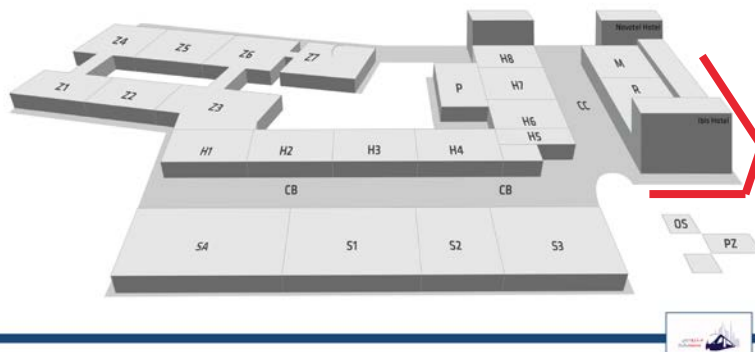 Novotel Hotel
Z4
Z5
Z6
Z7
H8
M
P
H7
R
Z1
Z2
Z3
CC
H6
H5
Ibis Hotel
H1
H2
H3
H4
CB
CB
OS
PZ
SA
S1
S2
S3